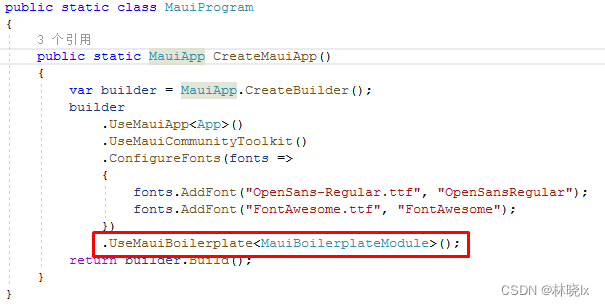 public static class MauiProgram
{
3 个引用
public static MauiApp CreateMauiApp()
{
var builder = MauiApp.CreateBuilder();
builder
.UseMauiApp<App>()
.UseMauiCommunityToolkit()
.ConfigureFonts(fonts =>
{
fonts.AddFont("OpenSans-Regular.ttf", "OpenSansRegular");
fonts.AddFont("FontAwesome.ttf", "FontAwesome");
})
.UseMauiBoilerplate<MauiBoilerplateModule>();
return builder.Build();
}
}
CSDN @林晓lx